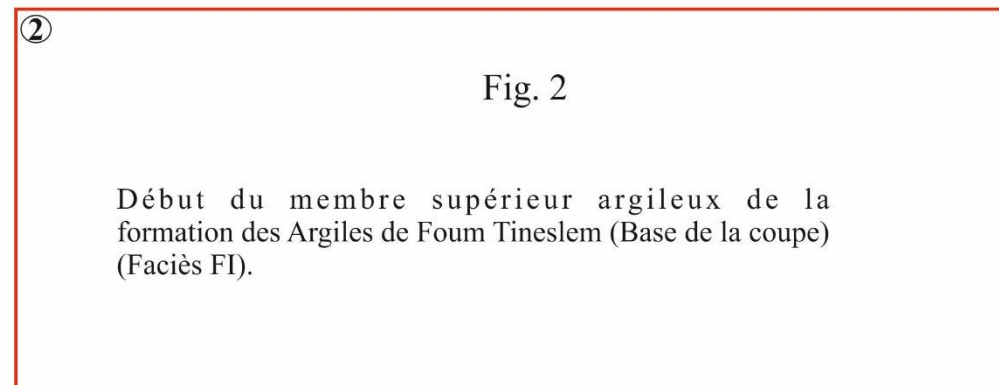 ②
Fig. 2
Début du membre supérieur argileux de la
formation des Argiles de Foum Tineslem (Base de la coupe)
(Faciès FI).